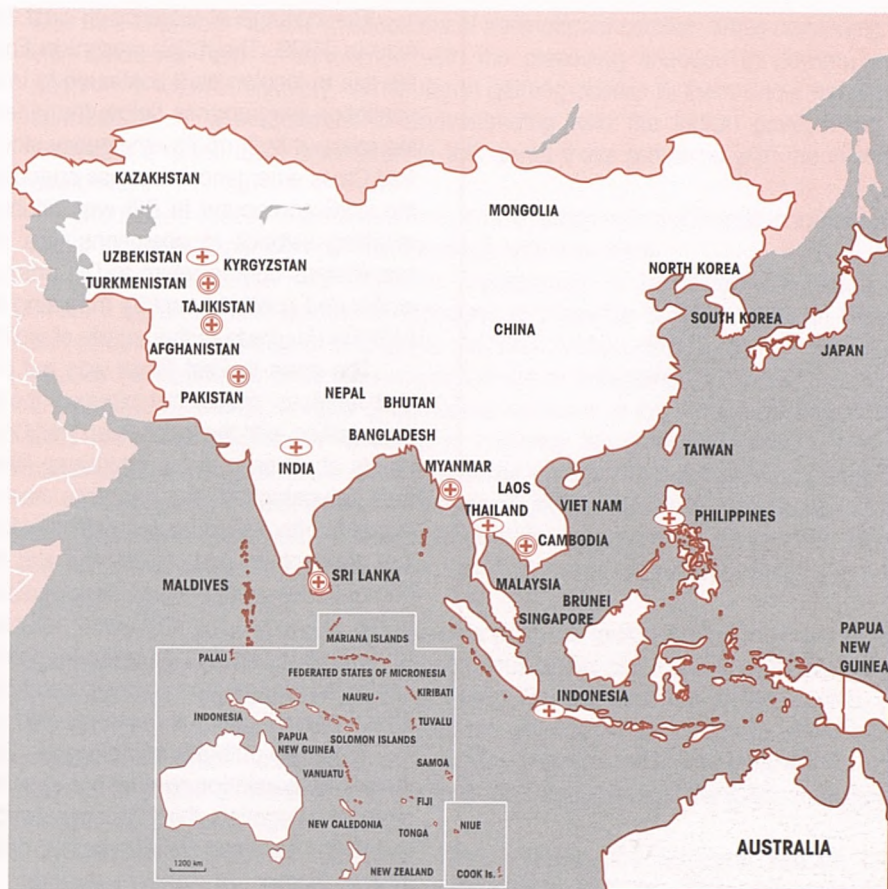 KAZAKHSTAN
MONGOLIA
UZBEKISTAN
KYRGYZSTAN
NORTH KOREA
TURKMENISTAN
TAJIKISTAN
SOUTH KOREA
CHINA
AFGHANISTAN
JAPAN
PAKISTAN
NEPAL
BHUTAN
BANGLADESH
TAIWAN
MYANMAR
INDIA
LAOS
THAILAND
VIET NAM
PHILIPPINES
CAMBODIA
SRI LANKA
MALDIVES
MALAYSIA
BRUNEI
SINGAPORE
PAPUA
NEW
GUINEA
MARIANA ISLANDS
PALAU
FEDERATED STATES OF MICRONESIA
NAURU
KIRIBATI
INDONESIA
INDONESIA
TUVALU
PAPUA
NEW GUINEA
SOLOMON ISLANDS
SAMOA
VANUATU
FIJI
NEW CALEDONIA
TONGA
NIUE
AUSTRALIA
1200 km
NEW ZEALAND
COOK Is.